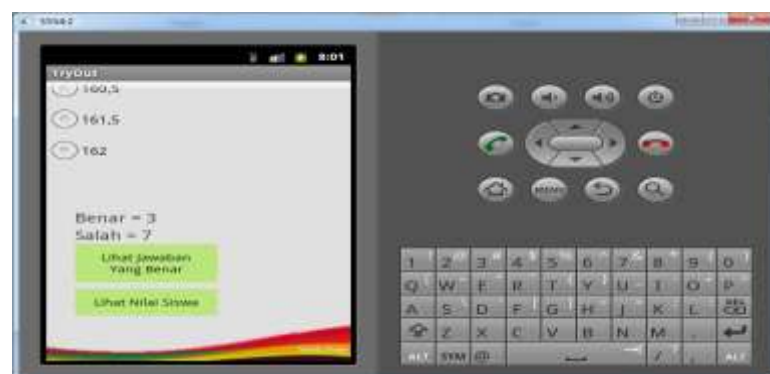 8:01
TryOut
160,5
161,5
162
Benar = 3
Salah = 7
Lihat Jawaban
Yang Benar
Lihat Nilai Siswa
MENU
1 2 3 4 5 6 7 8 9 0
Q W E R T Y U I O P
A S D F G H J K L DEL
Z X C V B N M .
ALT SYM @ / , ALT